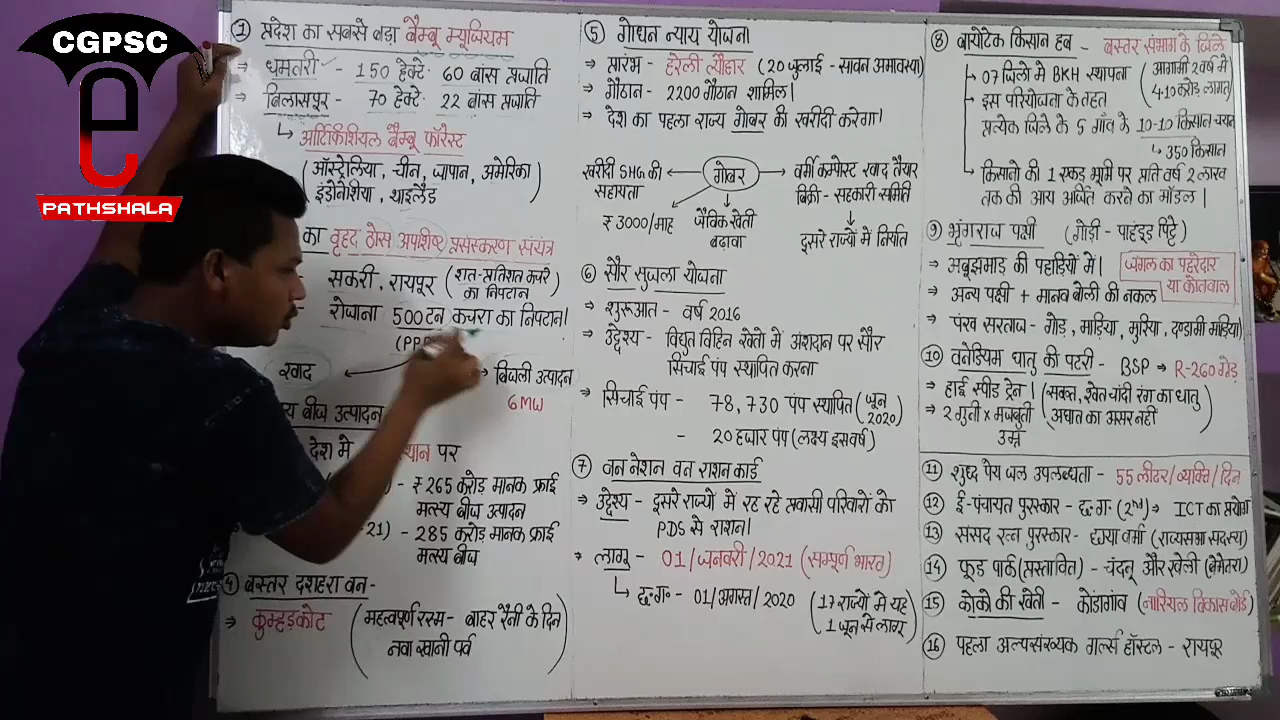 CGPSC
PATHSHALA
① प्रदेश का सबसे बड़ा बैम्बू म्यूजियम
⇒ धमतरी - 150 हेक्टे. 60 बांस प्रजाति
⇒ बिलासपुर - 70 हेक्टे. 22 बांस प्रजाति
↳ आर्टिफीशियल बैम्बू फॉरेस्ट
(ऑस्ट्रेलिया, चीन, जापान, अमेरिका
इंडोनेशिया, थाइलैंड)
का वृहद ठोस अपशिष्ट प्रसंस्करण संयंत्र
सकरी, रायपुर (शत-प्रतिशत कचरे
का निपटान)
- रोजाना 500 टन कचरा का निपटान।
खाद
→ बिजली उत्पादन
6 MW
बीज उत्पादन
देश में
पर
- ₹265 करोड़ मानक फ्राई
मत्स्य बीज उत्पादन
21) - 285 करोड़ मानक फ्राई
मत्स्य बीज
④ बस्तर दशहरा वन-
⇒ कुम्हड़कोट (महत्वपूर्ण रस्म - बाहर रैनी के दिन
नवा खानी पर्व)
⑤ गोधन न्याय योजना
⇒ प्रारंभ - हरेली त्यौहार (20 जुलाई - सावन अमावस्या)
⇒ गौठान - 2200 गौठान शामिल।
⇒ देश का पहला राज्य गोबर की खरीदी करेगा।
खरीदी SHG की
सहायता
गोबर
वर्मी कम्पोस्ट खाद तैयार
बिक्री - सहकारी समिति
₹ 3000/माह
जैविक खेती
बढ़ावा
दूसरे राज्यों में निर्यात
⑥ सौर सुजला योजना
⇒ शुरूआत - वर्ष 2016
⇒ उद्देश्य - विद्युत विहिन खेतो में अंशदान पर सौर
सिंचाई पंप स्थापित करना
⇒ सिंचाई पंप - 78,730 पंप स्थापित (जून
2020)
- 20 हजार पंप (लक्ष्य इस वर्ष)
⑦ वन नेशन वन राशन कार्ड
⇒ उद्देश्य - दूसरे राज्यों में रह रहे प्रवासी परिवारों को
PDS से राशन।
⇒ लागू - 01/जनवरी/2021 (सम्पूर्ण भारत)
↳ छ.ग. - 01/अगस्त/2020 (17 राज्यों में यह
1 जून से लागू)
⑧ बायोटेक किसान हब - बस्तर संभाग के जिले
- 07 जिलो में BKH स्थापता (आगामी 2 वर्ष में
4.10 करोड़ लागत)
- इस परियोजना के तहत
प्रत्येक जिले के 5 गाँव के 10-10 किसान चयन
↳ 350 किसान
→ किसानो की 1 एकड़ भूमि पर प्रति वर्ष 2 लाख
तक की आय अर्जित करने का मॉडल।
⑨ भृंगराज पक्षी (गोंड़ी - पाहंइड़ पिट्टे)
⇒ अबूझमाड़ की पहाड़ियों में। जंगल का पहरेदार
या कोतवाल
⇒ अन्य पक्षी + मानव बोली की नकल
⇒ पंख सरताज - गोंड़, माड़िया, मुरिया, दण्डामी माड़िया)
⑩ वनेडियम धातु की पटरी - BSP ⇒ R-260 ग्रेड
⇒ हाई स्पीड ट्रेन। (सक्त, श्वेत चांदी रंग का धातु
⇒ 2 गुनी x मजबुती अघात का असर नहीं)
उम्र
⑪ शुध्द पेय जल उपलब्धता - 55 लीटर/व्यक्ति/दिन
⑫ ई-पंचायत पुरस्कार - छ.ग. (2nd) ⇒ ICT का प्रयोग
⑬ संसद रत्न पुरस्कार - छाया वर्मा (राज्यसभा सदस्य)
⑭ फूड पार्क (प्रस्तावित) - चंदनू और खेली (बेमेतरा)
⑮ कोको की खेती - कोंडागांव (नारियल विकास बोर्ड)
⑯ पहला अल्पसंख्यक गर्ल्स हॉस्टल - रायपुर